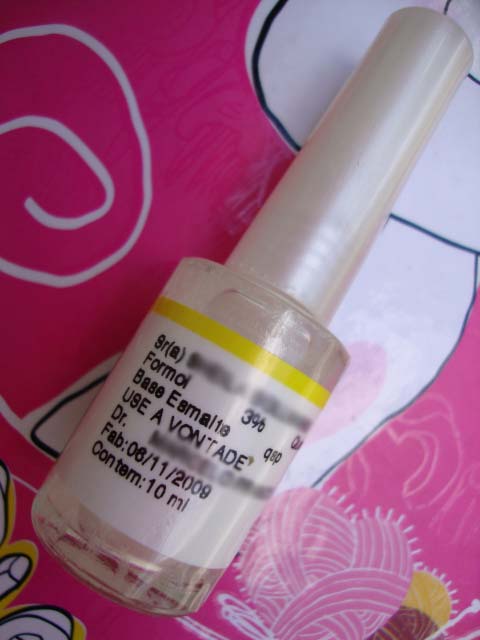 Sr(a)
Formol 3%
Base Esmalte qsp
USE A VONTADE
Dr.
Fab:06/11/2009
Contem:10 ml